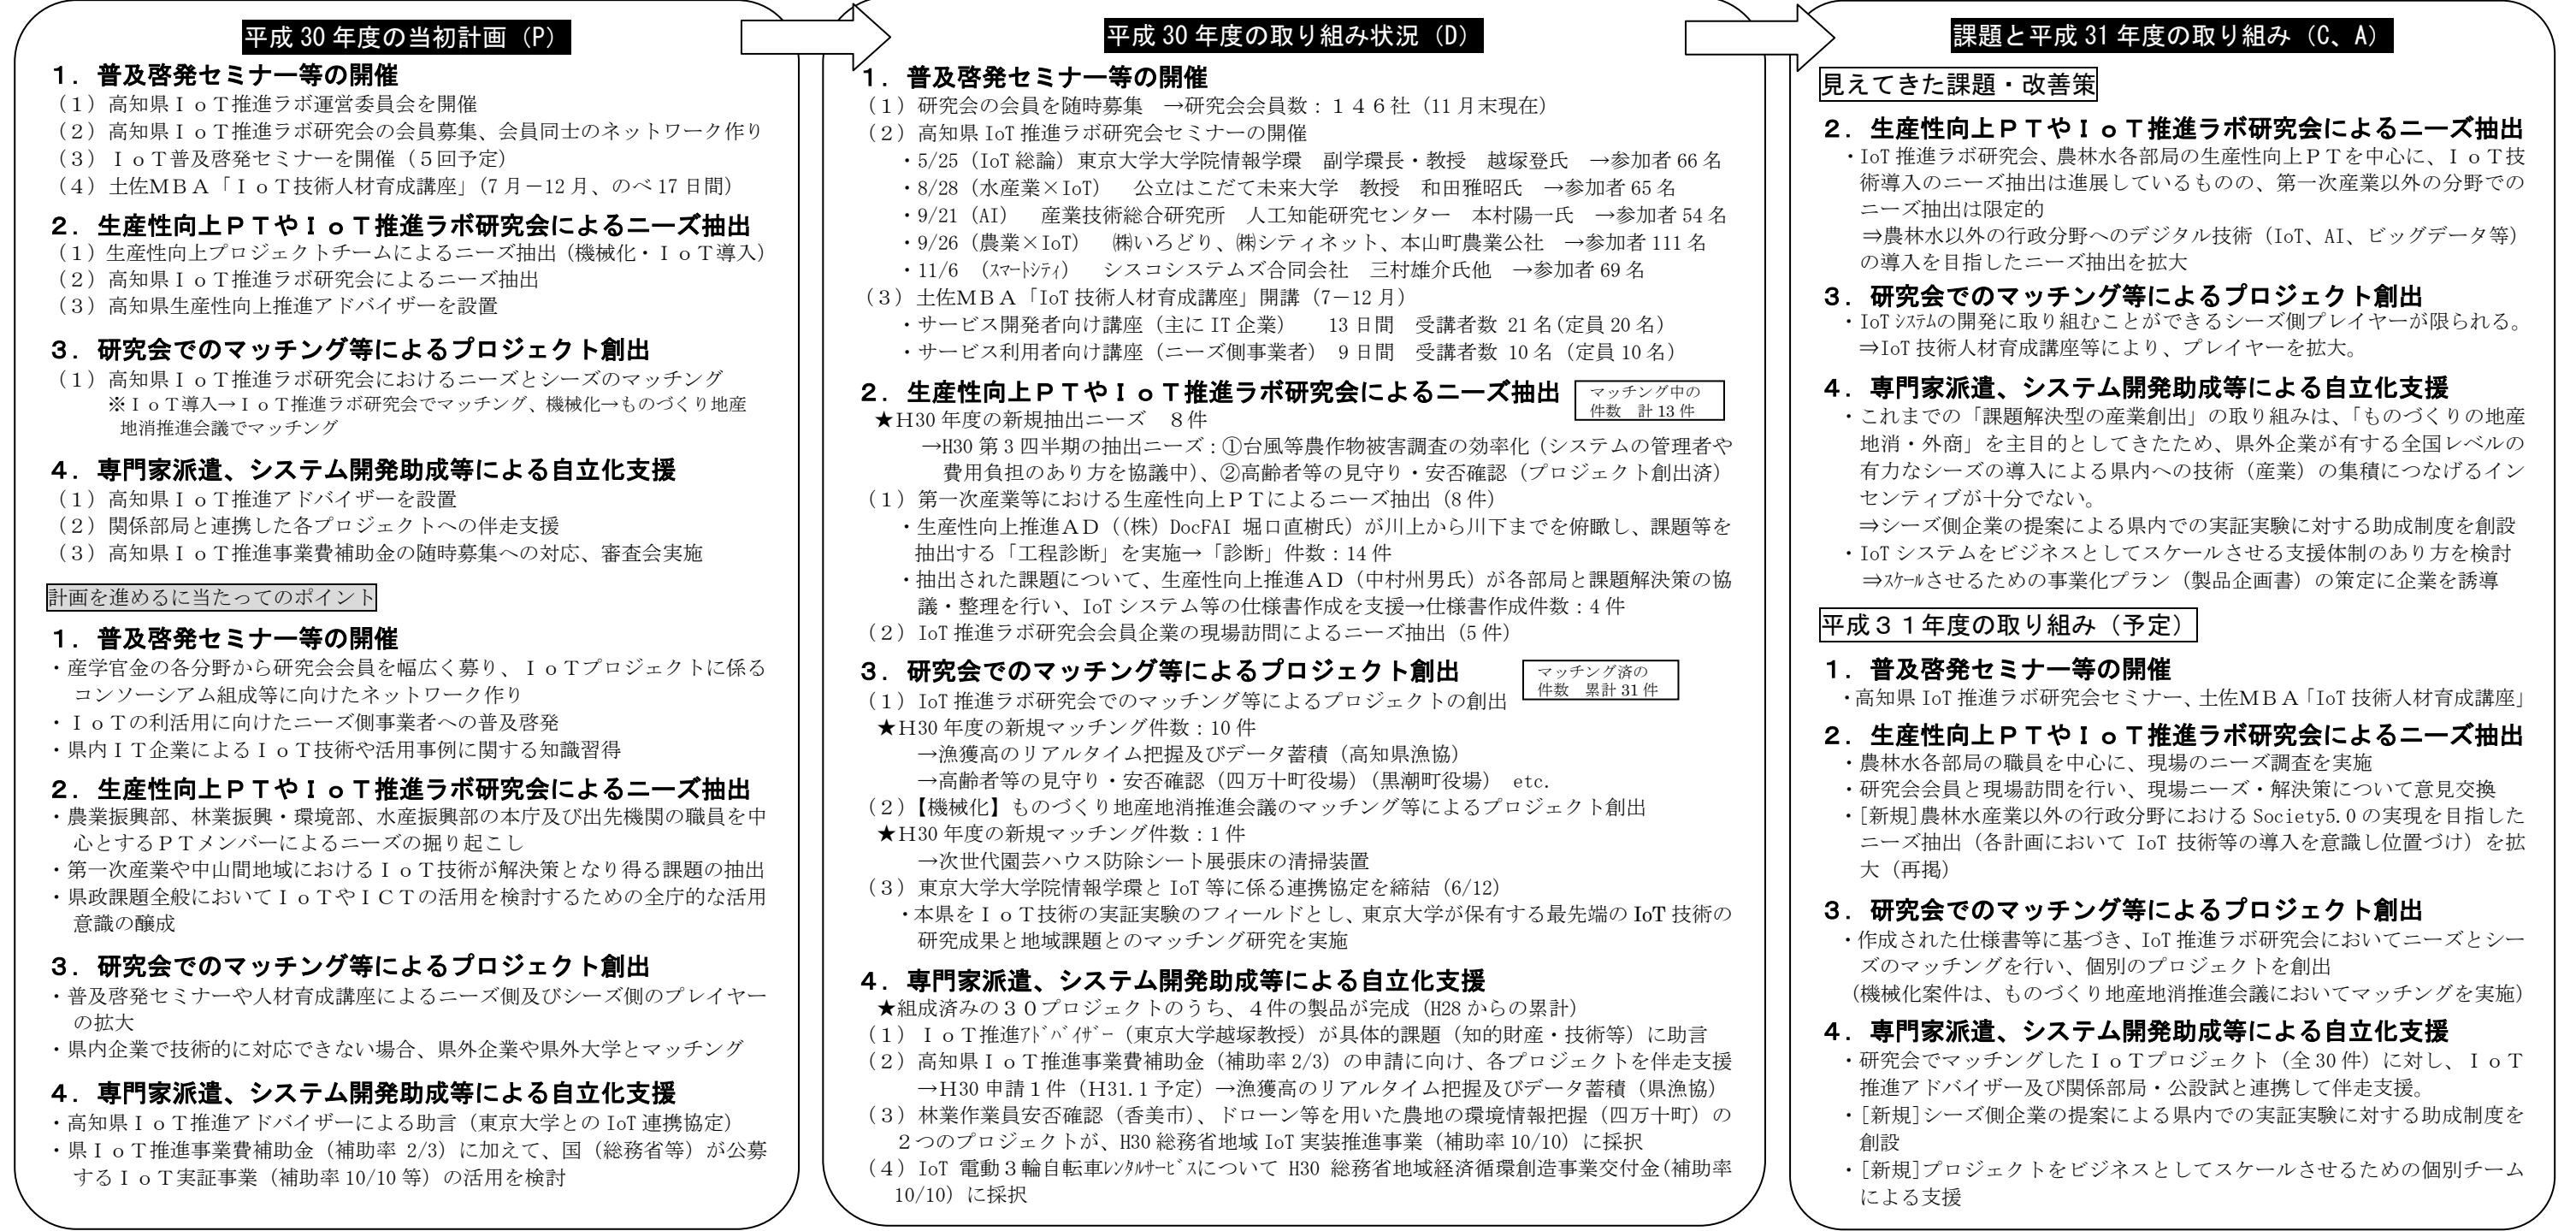 平成 30 年度の当初計画（P）
１．普及啓発セミナー等の開催
（１）高知県ＩｏＴ推進ラボ運営委員会を開催
（２）高知県ＩｏＴ推進ラボ研究会の会員募集、会員同士のネットワーク作り
（３）ＩｏＴ普及啓発セミナーを開催（５回予定）
（４）土佐ＭＢＡ「ＩｏＴ技術人材育成講座」（7 月－12 月、のべ 17 日間）
２．生産性向上ＰＴやＩｏＴ推進ラボ研究会によるニーズ抽出
（１）生産性向上プロジェクトチームによるニーズ抽出（機械化・ＩｏＴ導入）
（２）高知県ＩｏＴ推進ラボ研究会によるニーズ抽出
（３）高知県生産性向上推進アドバイザーを設置
３．研究会でのマッチング等によるプロジェクト創出
（１）高知県ＩｏＴ推進ラボ研究会におけるニーズとシーズのマッチング
※ＩｏＴ導入→ＩｏＴ推進ラボ研究会でマッチング、機械化→ものづくり地産
地消推進会議でマッチング
４．専門家派遣、システム開発助成等による自立化支援
（１）高知県ＩｏＴ推進アドバイザーを設置
（２）関係部局と連携した各プロジェクトへの伴走支援
（３）高知県ＩｏＴ推進事業費補助金の随時募集への対応、審査会実施
計画を進めるに当たってのポイント
１．普及啓発セミナー等の開催
・産学官金の各分野から研究会会員を幅広く募り、ＩｏＴプロジェクトに係る
コンソーシアム組成等に向けたネットワーク作り
・ＩｏＴの利活用に向けたニーズ側事業者への普及啓発
・県内ＩＴ企業によるＩｏＴ技術や活用事例に関する知識習得
２．生産性向上ＰＴやＩｏＴ推進ラボ研究会によるニーズ抽出
・農業振興部、林業振興・環境部、水産振興部の本庁及び出先機関の職員を中
心とするＰＴメンバーによるニーズの掘り起こし
・第一次産業や中山間地域におけるＩｏＴ技術が解決策となり得る課題の抽出
・県政課題全般においてＩｏＴやＩＣＴの活用を検討するための全庁的な活用
意識の醸成
３．研究会でのマッチング等によるプロジェクト創出
・普及啓発セミナーや人材育成講座によるニーズ側及びシーズ側のプレイヤー
の拡大
・県内企業で技術的に対応できない場合、県外企業や県外大学とマッチング
４．専門家派遣、システム開発助成等による自立化支援
・高知県ＩｏＴ推進アドバイザーによる助言（東京大学との IoT 連携協定）
・県ＩｏＴ推進事業費補助金（補助率 2/3）に加えて、国（総務省等）が公募
するＩｏＴ実証事業（補助率 10/10 等）の活用を検討
平成 30 年度の取り組み状況（D）
１．普及啓発セミナー等の開催
（１）研究会の会員を随時募集　→研究会会員数：１４６社（11 月末現在）
（２）高知県 IoT 推進ラボ研究会セミナーの開催
・5/25（IoT 総論）東京大学大学院情報学環　副学環長・教授　越塚登氏　→参加者 66 名
・8/28（水産業×IoT）　公立はこだて未来大学　教授　和田雅昭氏　→参加者 65 名
・9/21（AI）　産業技術総合研究所　人工知能研究センター　本村陽一氏　→参加者 54 名
・9/26（農業×IoT）　㈱いろどり、㈱シティネット、本山町農業公社　→参加者 111 名
・11/6 （ｽﾏｰﾄｼﾃｨ）　シスコシステムズ合同会社　三村雄介氏他　→参加者 69 名
（３）土佐ＭＢＡ「IoT 技術人材育成講座」開講（7－12 月）
・サービス開発者向け講座（主に IT 企業）　13 日間　受講者数 21 名(定員 20 名）
・サービス利用者向け講座（ニーズ側事業者） 9 日間　受講者数 10 名（定員 10 名）
２．生産性向上ＰＴやＩｏＴ推進ラボ研究会によるニーズ抽出
マッチング中の
件数　計 13 件
★Ｈ30 年度の新規抽出ニーズ　８件
→H30 第 3 四半期の抽出ニーズ：①台風等農作物被害調査の効率化（システムの管理者や
費用負担のあり方を協議中）、②高齢者等の見守り・安否確認（プロジェクト創出済）
（１）第一次産業等における生産性向上ＰＴによるニーズ抽出（8 件）
・生産性向上推進ＡＤ（(株）DocFAI 堀口直樹氏）が川上から川下までを俯瞰し、課題等を
抽出する「工程診断」を実施→「診断」件数：14 件
・抽出された課題について、生産性向上推進ＡＤ（中村州男氏）が各部局と課題解決策の協
議・整理を行い、IoT システム等の仕様書作成を支援→仕様書作成件数：4 件
（２）IoT 推進ラボ研究会会員企業の現場訪問によるニーズ抽出（5 件）
３．研究会でのマッチング等によるプロジェクト創出
マッチング済の
件数　累計 31 件
（１）IoT 推進ラボ研究会でのマッチング等によるプロジェクトの創出
★Ｈ30 年度の新規マッチング件数：10 件
→漁獲高のリアルタイム把握及びデータ蓄積（高知県漁協）
→高齢者等の見守り・安否確認（四万十町役場）（黒潮町役場） etc.
（２）【機械化】ものづくり地産地消推進会議のマッチング等によるプロジェクト創出
★Ｈ30 年度の新規マッチング件数：1 件
→次世代園芸ハウス防除シート展張床の清掃装置
（３）東京大学大学院情報学環と IoT 等に係る連携協定を締結（6/12）
・本県をＩｏＴ技術の実証実験のフィールドとし、東京大学が保有する最先端の IoT 技術の
研究成果と地域課題とのマッチング研究を実施
４．専門家派遣、システム開発助成等による自立化支援
★組成済みの３０プロジェクトのうち、４件の製品が完成（H28 からの累計）
（１）ＩｏＴ推進ｱﾄﾞﾊﾞｲｻﾞｰ（東京大学越塚教授）が具体的課題（知的財産・技術等）に助言
（２）高知県ＩｏＴ推進事業費補助金（補助率 2/3）の申請に向け、各プロジェクトを伴走支援
→Ｈ30 申請１件（Ｈ31.1 予定）→漁獲高のリアルタイム把握及びデータ蓄積（県漁協）
（３）林業作業員安否確認（香美市）、ドローン等を用いた農地の環境情報把握（四万十町）の
２つのプロジェクトが、H30 総務省地域 IoT 実装推進事業（補助率 10/10）に採択
（４）IoT 電動３輪自転車ﾚﾝﾀﾙｻｰﾋﾞｽについて H30 総務省地域経済循環創造事業交付金(補助率
10/10）に採択
課題と平成 31 年度の取り組み（C、A）
見えてきた課題・改善策
２．生産性向上ＰＴやＩｏＴ推進ラボ研究会によるニーズ抽出
・IoT 推進ラボ研究会、農林水各部局の生産性向上ＰＴを中心に、ＩｏＴ技
術導入のニーズ抽出は進展しているものの、第一次産業以外の分野での
ニーズ抽出は限定的
⇒農林水以外の行政分野へのデジタル技術（IoT、AI、ビッグデータ等）
の導入を目指したニーズ抽出を拡大
３．研究会でのマッチング等によるプロジェクト創出
・IoT ｼｽﾃﾑの開発に取り組むことができるシーズ側プレイヤーが限られる。
⇒IoT 技術人材育成講座等により、プレイヤーを拡大。
４．専門家派遣、システム開発助成等による自立化支援
・これまでの「課題解決型の産業創出」の取り組みは、「ものづくりの地産
地消・外商」を主目的としてきたため、県外企業が有する全国レベルの
有力なシーズの導入による県内への技術（産業）の集積につなげるイン
センティブが十分でない。
⇒シーズ側企業の提案による県内での実証実験に対する助成制度を創設
・IoT システムをビジネスとしてスケールさせる支援体制のあり方を検討
⇒ｽｹｰﾙさせるための事業化プラン（製品企画書）の策定に企業を誘導
平成３１年度の取り組み（予定）
１．普及啓発セミナー等の開催
・高知県 IoT 推進ラボ研究会セミナー、土佐ＭＢＡ「IoT 技術人材育成講座」
２．生産性向上ＰＴやＩｏＴ推進ラボ研究会によるニーズ抽出
・農林水各部局の職員を中心に、現場のニーズ調査を実施
・研究会会員と現場訪問を行い、現場ニーズ・解決策について意見交換
・[新規]農林水産業以外の行政分野における Society5.0 の実現を目指した
ニーズ抽出（各計画において IoT 技術等の導入を意識し位置づけ）を拡
大（再掲）
３．研究会でのマッチング等によるプロジェクト創出
・作成された仕様書等に基づき、IoT 推進ラボ研究会においてニーズとシー
ズのマッチングを行い、個別のプロジェクトを創出
（機械化案件は、ものづくり地産地消推進会議においてマッチングを実施）
４．専門家派遣、システム開発助成等による自立化支援
・研究会でマッチングしたＩｏＴプロジェクト（全 30 件）に対し、ＩｏＴ
推進アドバイザー及び関係部局・公設試と連携して伴走支援。
・[新規]シーズ側企業の提案による県内での実証実験に対する助成制度を
創設
・[新規]プロジェクトをビジネスとしてスケールさせるための個別チーム
による支援